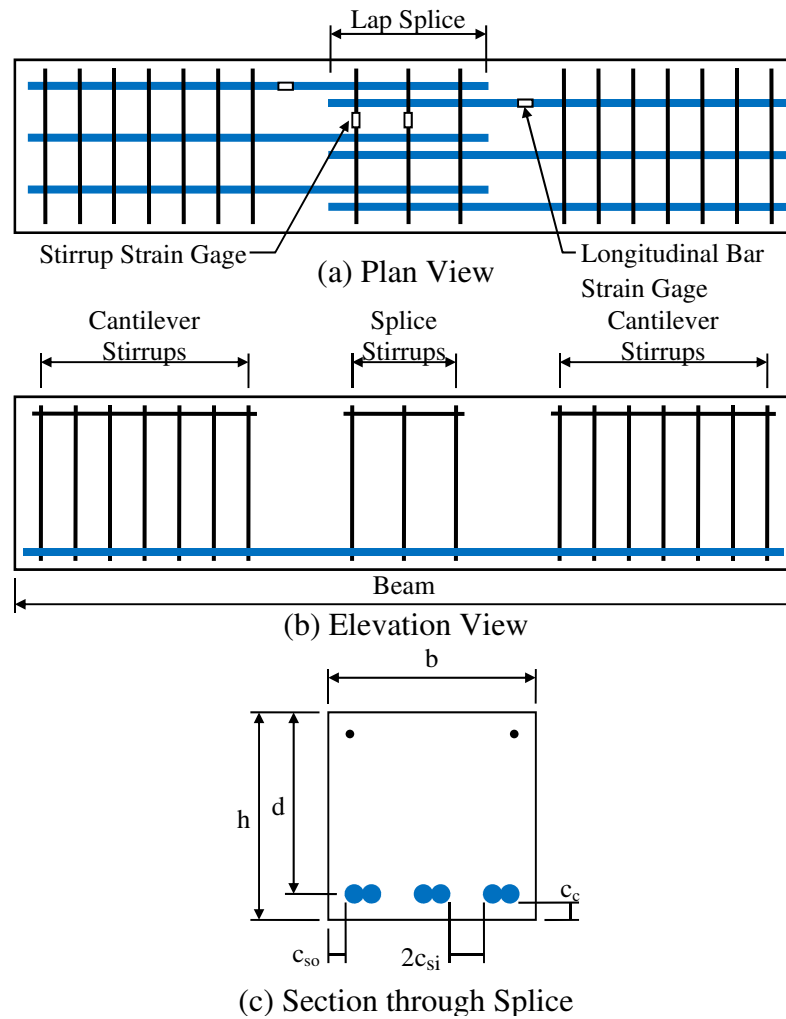 Lap Splice
Stirrup Strain Gage
Longitudinal Bar
Strain Gage
(a) Plan View
Cantilever
Stirrups
Splice
Stirrups
Cantilever
Stirrups
Beam
(b) Elevation View
b
h
d
c_c
c_so
2c_si
(c) Section through Splice